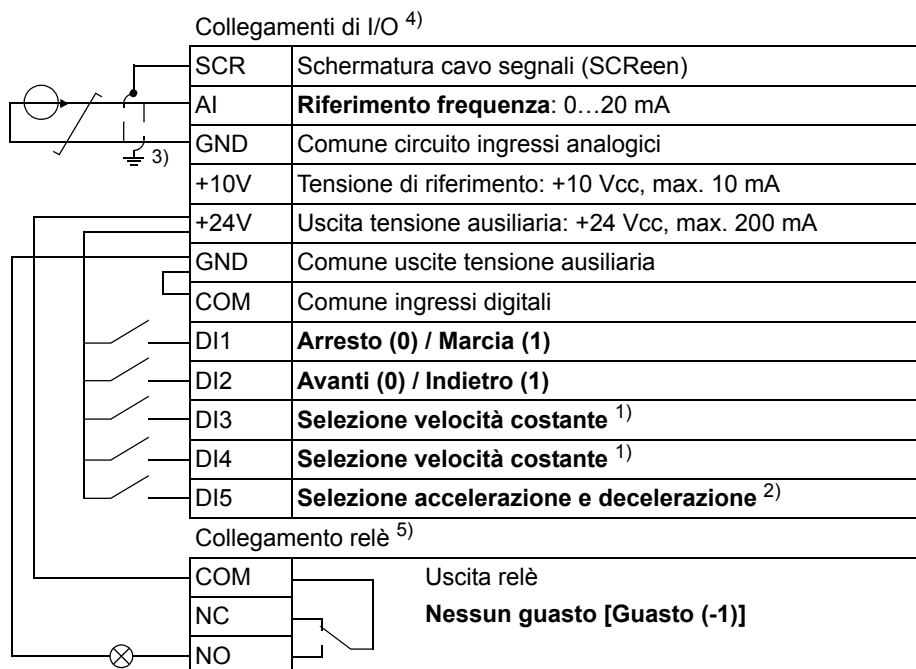 Collegamenti di I/O 4)
SCR Schermatura cavo segnali (SCReen)
AI Riferimento frequenza: 0…20 mA
GND Comune circuito ingressi analogici
3)
+10V Tensione di riferimento: +10 Vcc, max. 10 mA
+24V Uscita tensione ausiliaria: +24 Vcc, max. 200 mA
GND Comune uscite tensione ausiliaria
COM Comune ingressi digitali
DI1 Arresto (0) / Marcia (1)
DI2 Avanti (0) / Indietro (1)
DI3 Selezione velocità costante 1)
DI4 Selezione velocità costante 1)
DI5 Selezione accelerazione e decelerazione 2)
Collegamento relè 5)
COM Uscita relè
NC Nessun guasto [Guasto (-1)]
NO